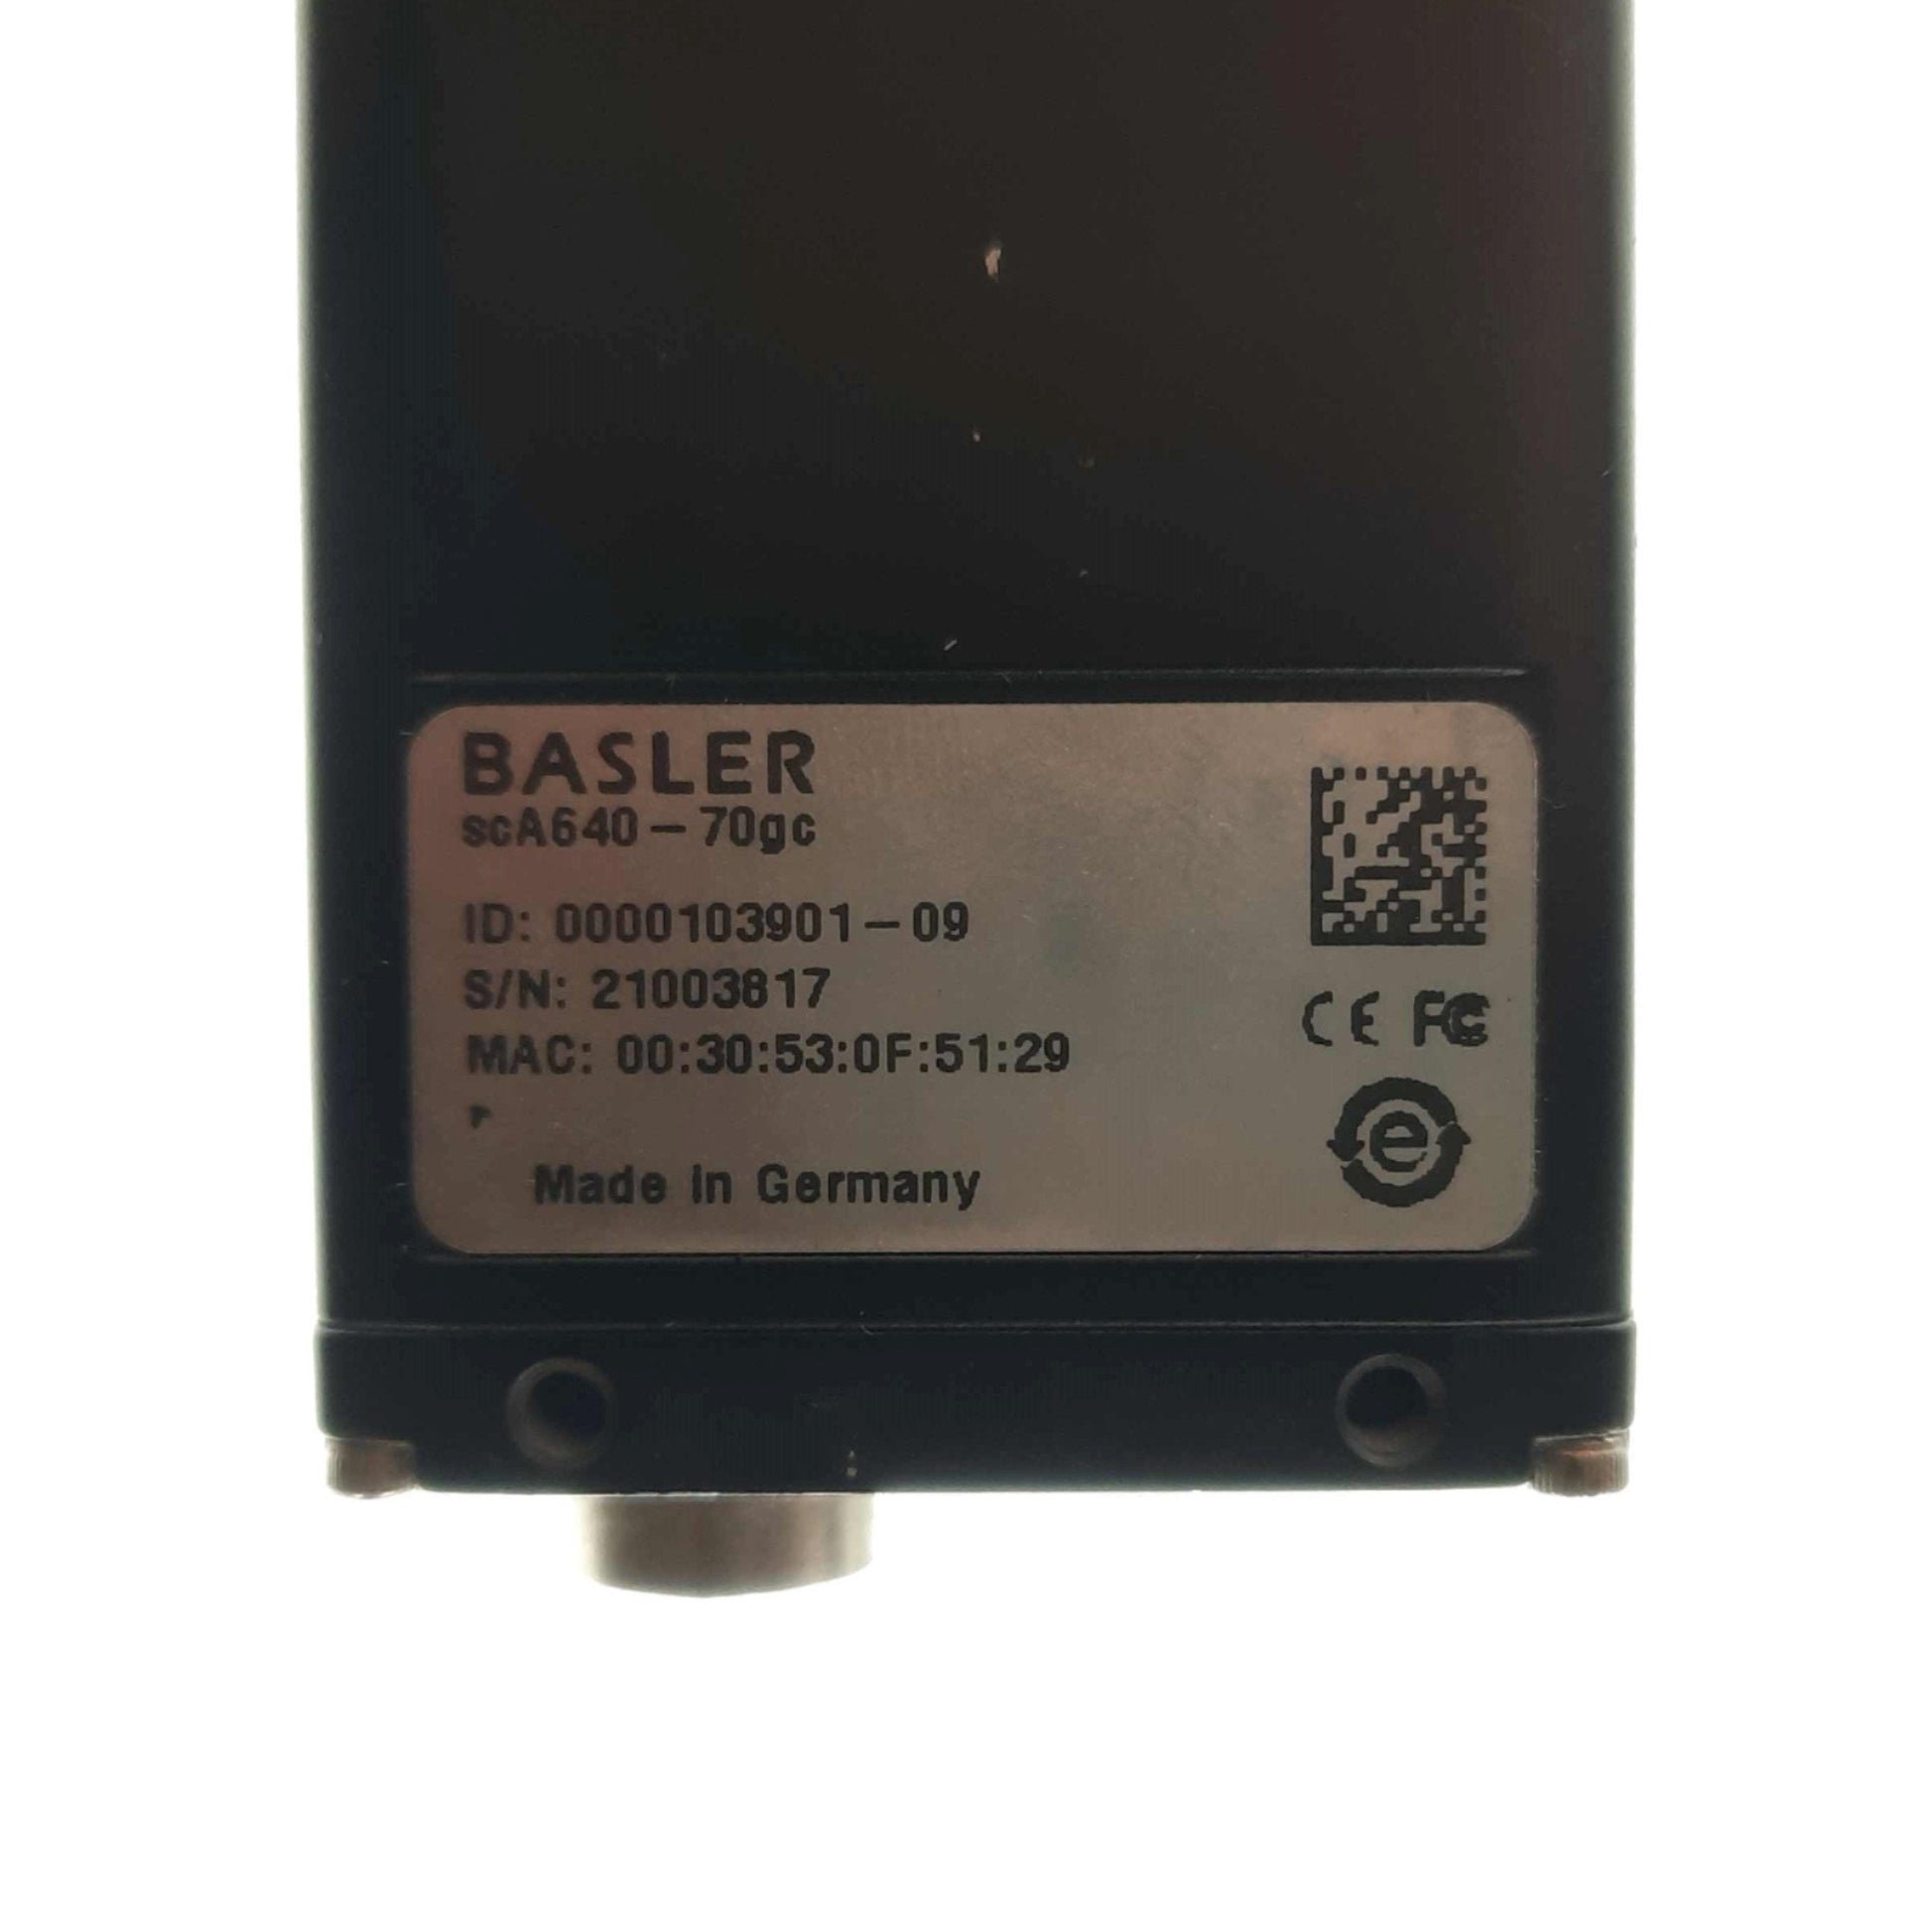 BASLER
scA640-70gc
ID: 0000103901-09
S/N: 21003817
MAC: 00:30:53:0F:51:29
r
CE FC
e
Made in Germany